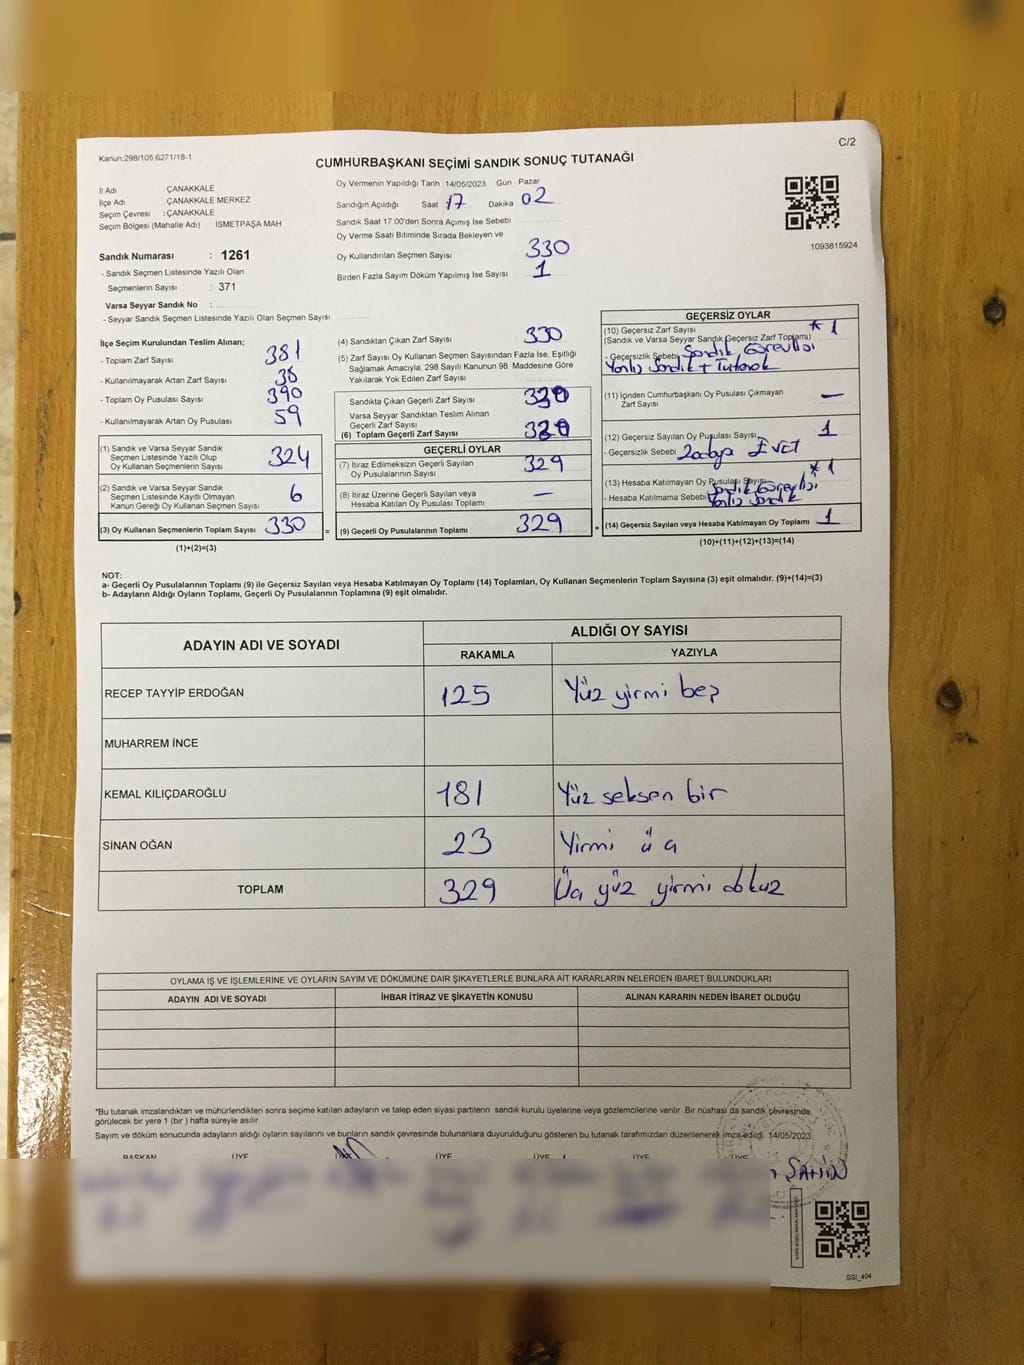 C/2
Kanun:298/105,6271/18-1
CUMHURBAŞKANI SEÇİMİ SANDIK SONUÇ TUTANAĞI
İl Adı ÇANAKKALE
İlçe Adı ÇANAKKALE MERKEZ
Seçim Çevresi : ÇANAKKALE
Seçim Bölgesi (Mahalle Adı) İSMETPAŞA MAH
Sandık Numarası : 1261
- Sandık Seçmen Listesinde Yazılı Olan
Seçmenlerin Sayısı : 371
Varsa Seyyar Sandık No :
- Seyyar Sandık Seçmen Listesinde Yazılı Olan Seçmen Sayısı
Oy Vermenin Yapıldığı Tarih : 14/05/2023 Gün : Pazar
Sandığın Açıldığı Saat 17 Dakika 02
Sandık Saat 17:00'den Sonra Açımış İse Sebebi
Oy Verme Saati Bitiminde Sırada Bekleyen ve
Oy Kullandırılan Seçmen Sayısı : 330
Birden Fazla Sayım Döküm Yapılmış İse Sayısı : 1
1093815924
İlçe Seçim Kurulundan Teslim Alınan;
- Toplam Zarf Sayısı 381
- Kullanılmayarak Artan Zarf Sayısı
- Toplam Oy Pusulası Sayısı 390
- Kullanılmayarak Artan Oy Pusulası 59
(1) Sandık ve Varsa Seyyar Sandık
Seçmen Listesinde Yazılı Olup
Oy Kullanan Seçmenlerin Sayısı 324
(2) Sandık ve Varsa Seyyar Sandık
Seçmen Listesinde Kayıtlı Olmayan
Kanun Gereği Oy Kullanan Seçmen Sayısı 6
(3) Oy Kullanan Seçmenlerin Toplam Sayısı 330
(1)+(2)=(3)
(4) Sandıktan Çıkan Zarf Sayısı 330
(5) Zarf Sayısı Oy Kullanan Seçmen Sayısından Fazla İse, Eşitliği
Sağlamak Amacıyla, 298 Sayılı Kanunun 98. Maddesine Göre
Yakılarak Yok Edilen Zarf Sayısı
Sandıkta Çıkan Geçerli Zarf Sayısı
Varsa Seyyar Sandıktan Teslim Alınan
Geçerli Zarf Sayısı
(6) Toplam Geçerli Zarf Sayısı
GEÇERLİ OYLAR
(7) İtiraz Edilmeksizin Geçerli Sayılan
Oy Pusulalarının Sayısı 329
(8) İtiraz Üzerine Geçerli Sayılan veya
Hesaba Katılan Oy Pusulası Toplamı —
= (9) Geçerli Oy Pusulalarının Toplamı 329 +
GEÇERSİZ OYLAR
(10) Geçersiz Zarf Sayısı * 1
(Sandık ve Varsa Seyyar Sandık Geçersiz Zarf Toplamı)
- Geçersizlik Sebebi Sandık Görevlisi
Yanlış Sandık + Tutanak
(11) İçinden Cumhurbaşkanı Oy Pusulası Çıkmayan
Zarf Sayısı —
(12) Geçersiz Sayılan Oy Pusulası Sayısı 1
- Geçersizlik Sebebi EVET
(13) Hesaba Katılmayan Oy Pusulası Sayısı * 1
- Hesaba Katılmama Sebebi Sandık Görevlisi
Yanlış Sandık
(14) Geçersiz Sayılan veya Hesaba Katılmayan Oy Toplamı 1
(10)+(11)+(12)+(13)=(14)
NOT:
a- Geçerli Oy Pusulalarının Toplamı (9) ile Geçersiz Sayılan veya Hesaba Katılmayan Oy Toplamı (14) Toplamları, Oy Kullanan Seçmenlerin Toplam Sayısına (3) eşit olmalıdır. (9)+(14)=(3)
b- Adayların Aldığı Oyların Toplamı, Geçerli Oy Pusulalarının Toplamına (9) eşit olmalıdır.
ADAYIN ADI VE SOYADI ALDIĞI OY SAYISI
RAKAMLA YAZIYLA
RECEP TAYYİP ERDOĞAN 125 Yüz yirmi beş
MUHARREM İNCE
KEMAL KILIÇDAROĞLU 181 Yüz seksen bir
SİNAN OĞAN 23 Yirmi üç
TOPLAM 329 Üç yüz yirmi dokuz
OYLAMA İŞ VE İŞLEMLERİNE VE OYLARIN SAYIM VE DÖKÜMÜNE DAİR ŞİKAYETLERLE BUNLARA AİT KARARLARIN NELERDEN İBARET BULUNDUKLARI
ADAYIN ADI VE SOYADI İHBAR İTİRAZ VE ŞİKAYETİN KONUSU ALINAN KARARIN NEDEN İBARET OLDUĞU
*Bu tutanak imzalandıktan ve mühürlendikten sonra seçime katılan adayların ve talep eden siyasi partilerin sandık kurulu üyelerine veya gözlemcilerine verilir. Bir nüshası da sandık çevresinde
görülecek bir yere 1 (bir) hafta süreyle asılır
Sayım ve döküm sonucunda adayların aldığı oyların sayılarını ve bunların sandık çevresinde bulunanlara duyurulduğunu gösteren bu tutanak tarafımızdan düzenlenerek imza edildi. 14/05/2023
BAŞKAN ÜYE ÜYE ÜYE ÜYE ÜYE
ŞAHİN
SSI_404